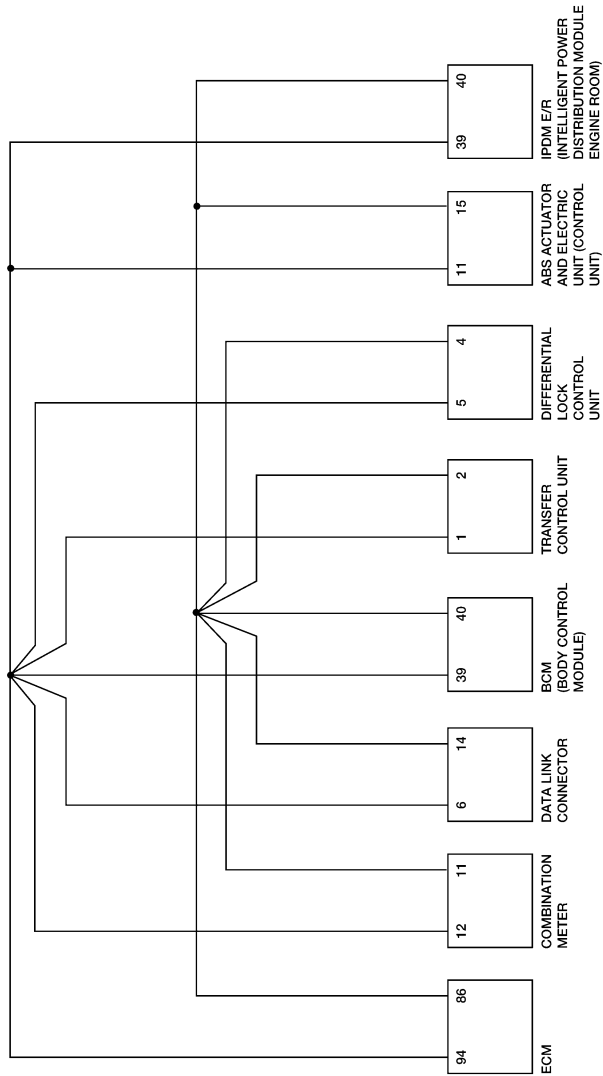 94 86
ECM
12 11
COMBINATION
METER
6 14
DATA LINK
CONNECTOR
39 40
BCM
(BODY CONTROL
MODULE)
1 2
TRANSFER
CONTROL UNIT
5 4
DIFFERENTIAL
LOCK
CONTROL
UNIT
11 15
ABS ACTUATOR
AND ELECTRIC
UNIT (CONTROL
UNIT)
39 40
IPDM E/R
(INTELLIGENT POWER
DISTRIBUTION MODULE
ENGINE ROOM)